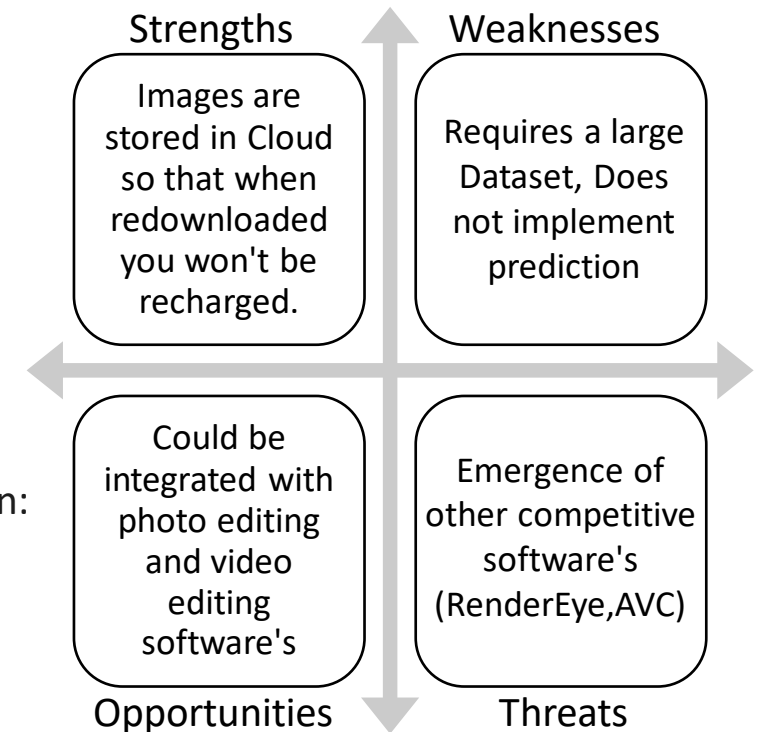 Strengths
Images are
stored in Cloud
so that when
redownloaded
you won't be
recharged.
Weaknesses
Requires a large
Dataset, Does
not implement
prediction
n:
Could be
integrated with
photo editing
and video
editing
software's
Opportunities
Emergence of
other competitive
software's
(RenderEye,AVC)
Threats